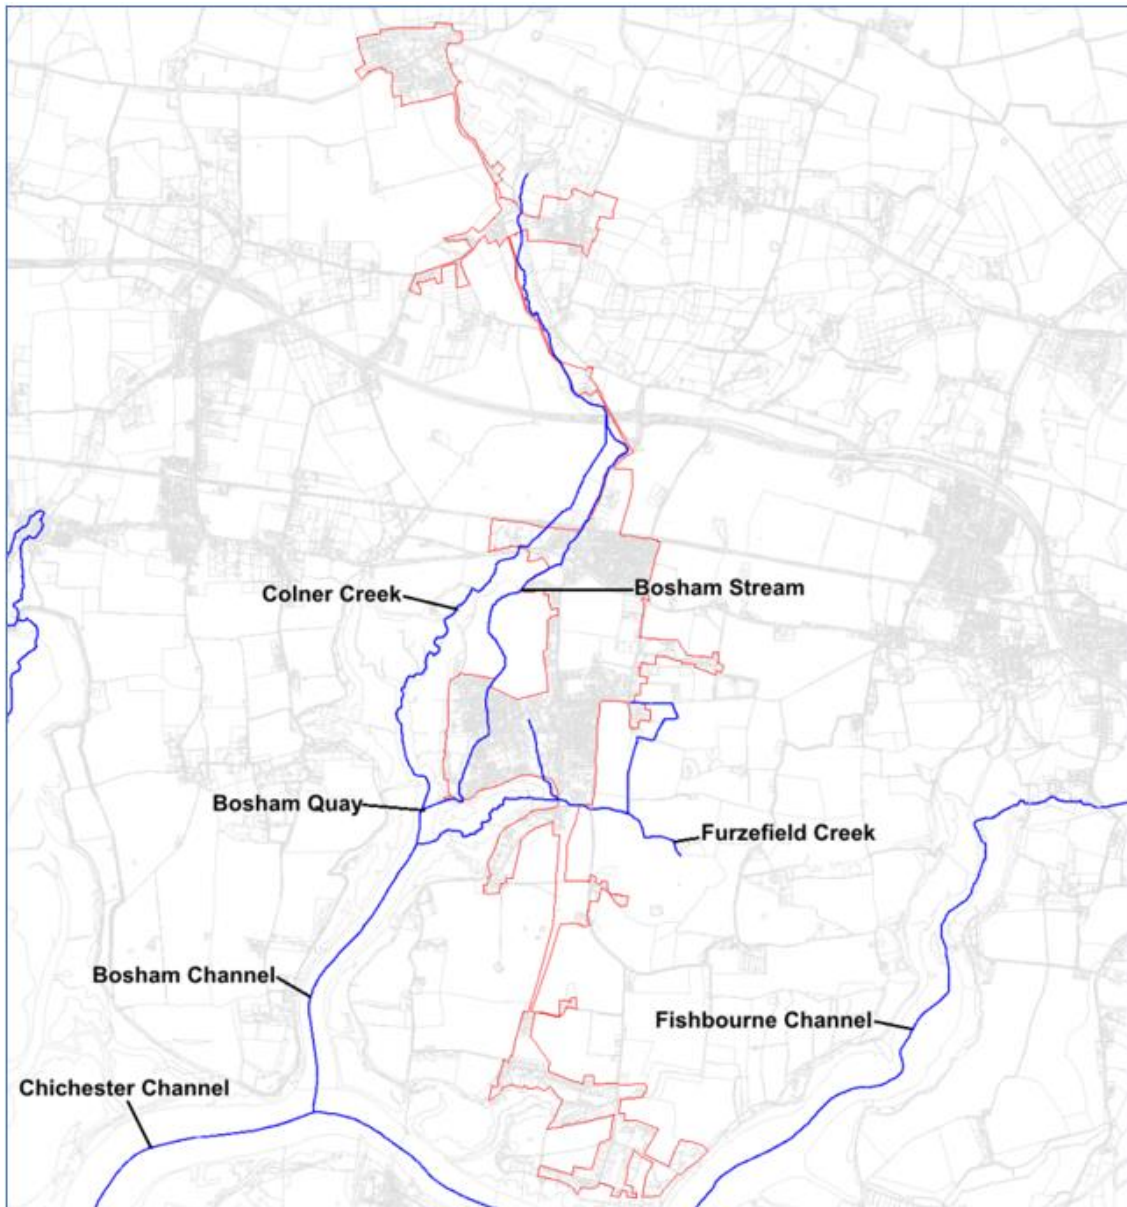 Colner Creek
Bosham Stream
Bosham Quay
Furzefield Creek
Bosham Channel
Fishbourne Channel
Chichester Channel